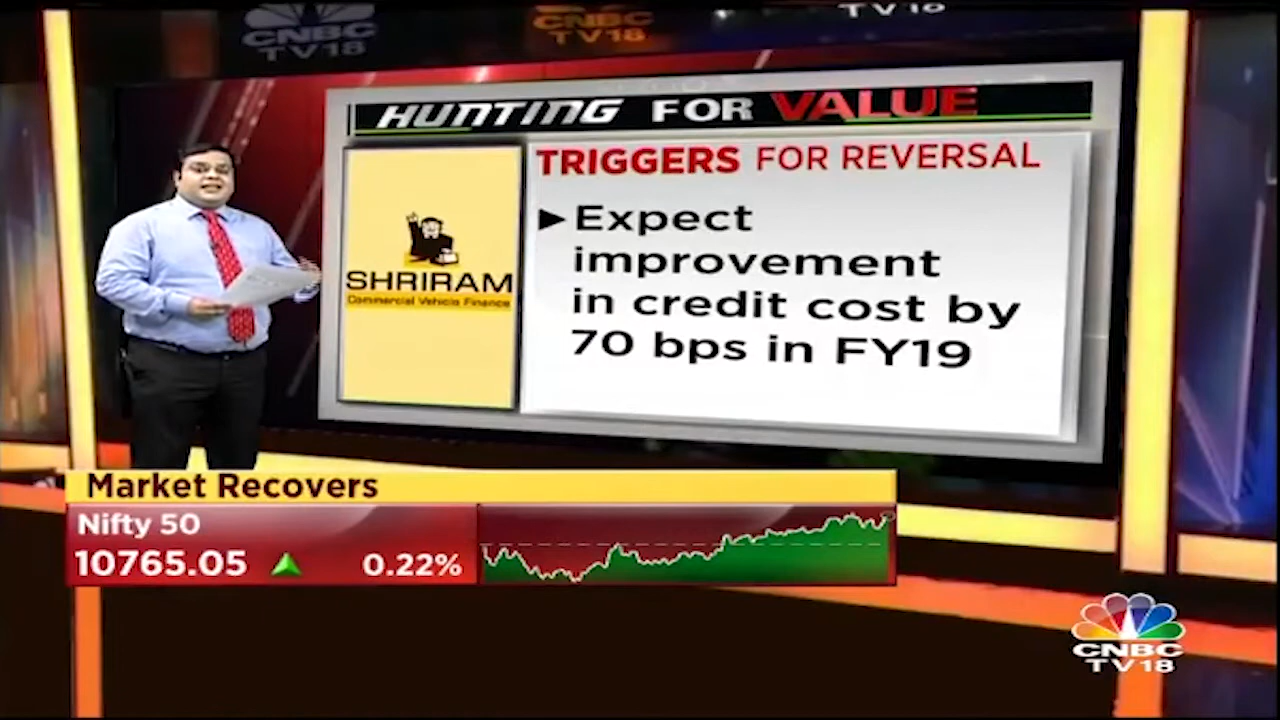 CNBC
TV18
CNBC
TV18
TV18
HUNTING FOR VALUE
TRIGGERS FOR REVERSAL
SHRIRAM
Commercial Vehicle Finance
►Expect
improvement
in credit cost by
70 bps in FY19
Market Recovers
Nifty 50
10765.05 ▲ 0.22%
CNBC
TV18